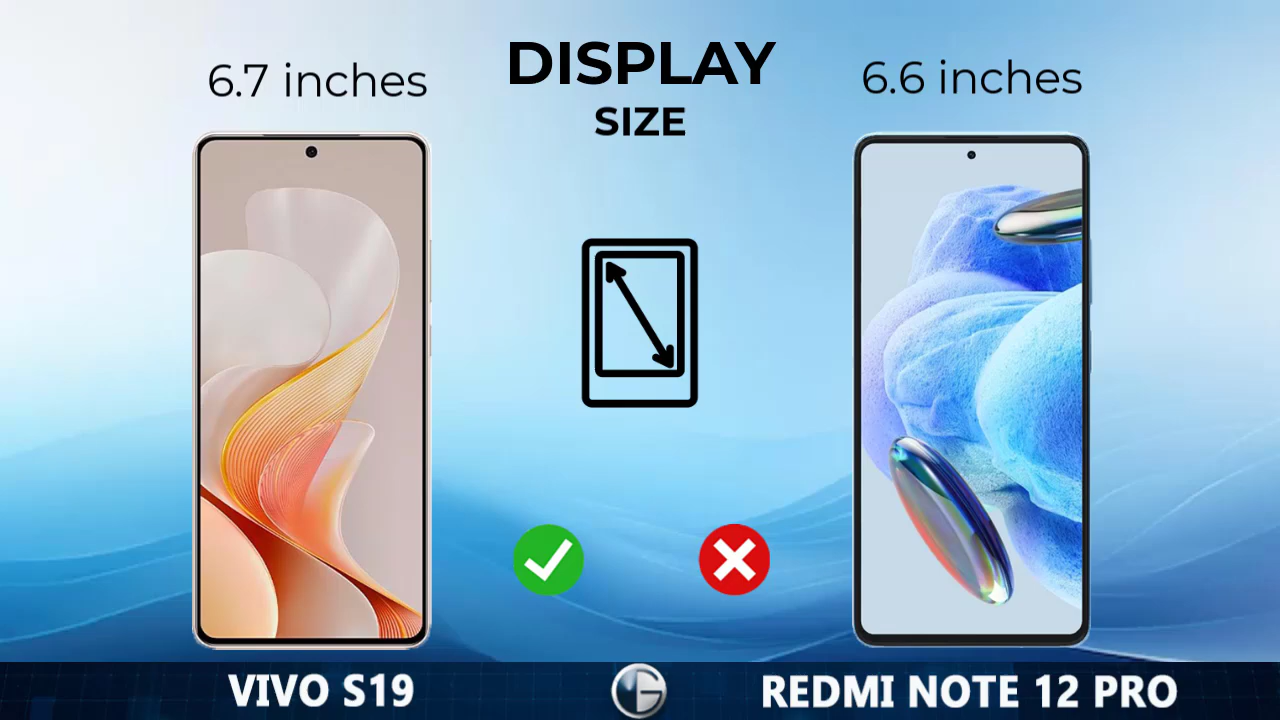 DISPLAY
SIZE
6.7 inches
6.6 inches
VIVO S19
REDMI NOTE 12 PRO